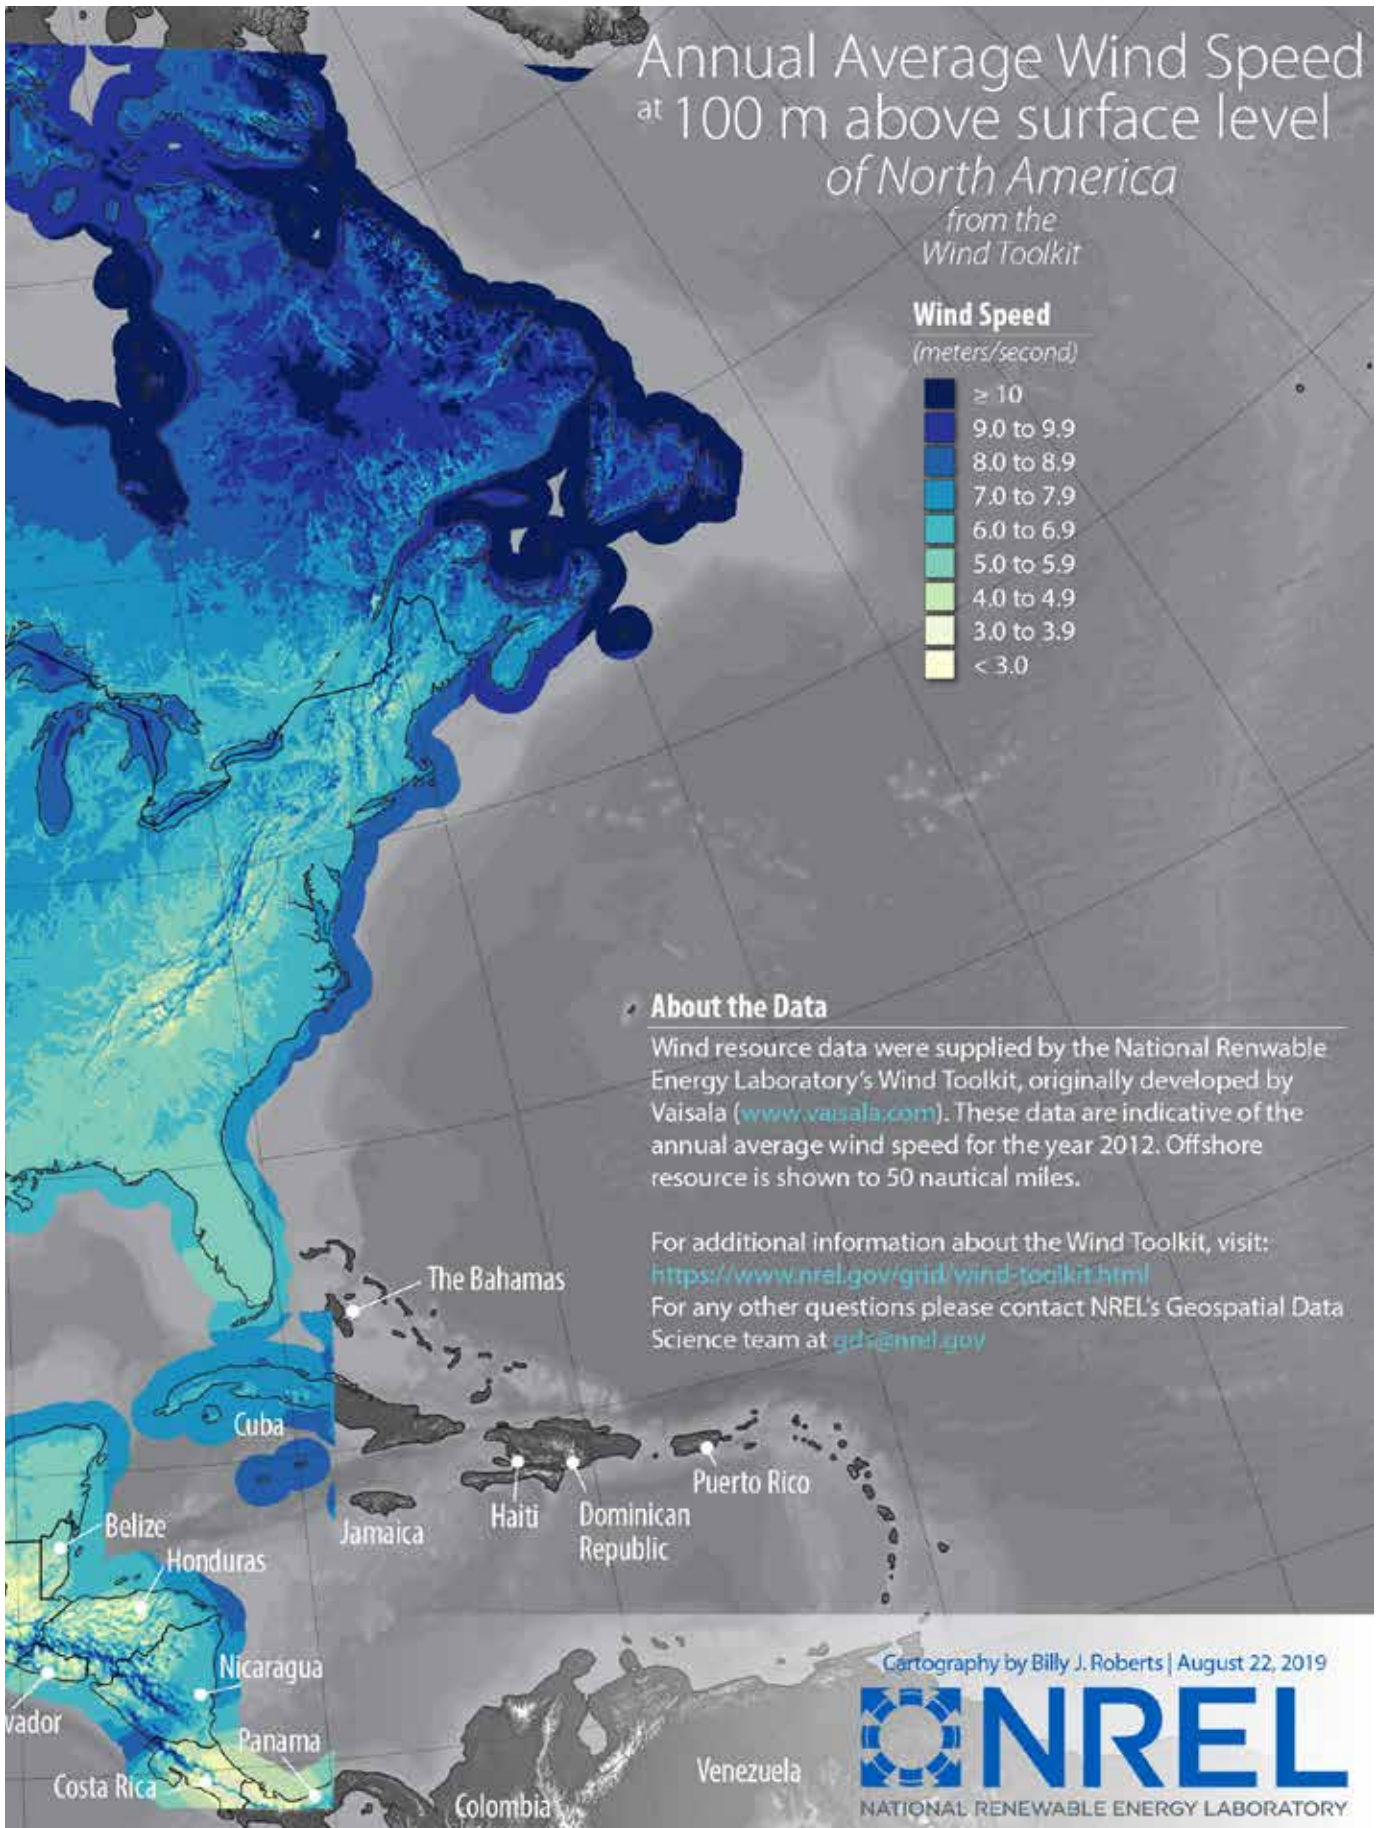 Annual Average Wind Speed
at 100 m above surface level
of North America
from the
Wind Toolkit
Wind Speed
(meters/second)
≥ 10
9.0 to 9.9
8.0 to 8.9
7.0 to 7.9
6.0 to 6.9
5.0 to 5.9
4.0 to 4.9
3.0 to 3.9
< 3.0
About the Data
Wind resource data were supplied by the National Renwable
Energy Laboratory's Wind Toolkit, originally developed by
Vaisala (www.vaisala.com). These data are indicative of the
annual average wind speed for the year 2012. Offshore
resource is shown to 50 nautical miles.
For additional information about the Wind Toolkit, visit:
https://www.nrel.gov/grid/wind-toolkit.html
For any other questions please contact NREL's Geospatial Data
Science team at gds@nrel.gov
The Bahamas
Cuba
Puerto Rico
Haiti
Dominican
Republic
Jamaica
Belize
Honduras
Nicaragua
vador
Panama
Costa Rica
Colombia
Venezuela
Cartography by Billy J. Roberts | August 22, 2019
NREL
NATIONAL RENEWABLE ENERGY LABORATORY